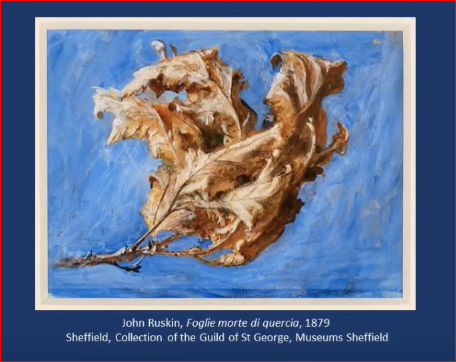 John Ruskin, Foglie morte di quercia, 1879
Sheffield, Collection of the Guild of St George, Museums Sheffield